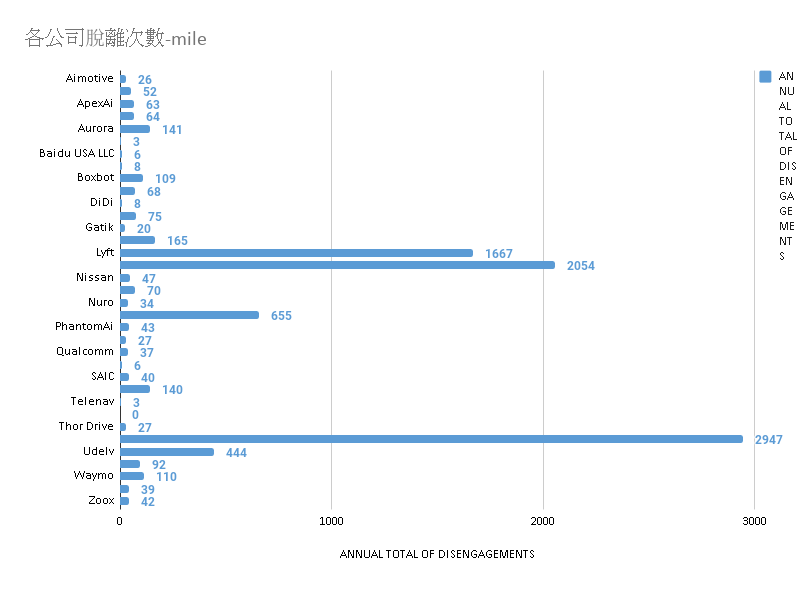 各公司脫離次數-mile
Aimotive 26
52
ApexAi 63
64
Aurora 141
3
Baidu USA LLC 6
8
Boxbot 109
68
DiDi 8
75
Gatik 20
165
Lyft 1667
2054
Nissan 47
70
Nuro 34
655
PhantomAi 43
27
Qualcomm 37
6
SAIC 40
140
Telenav 3
0
Thor Drive 27
2947
Udelv 444
92
Waymo 110
39
Zoox 42
0 1000 2000 3000
ANNUAL TOTAL OF DISENGAGEMENTS
AN
NU
AL
TO
TAL
OF
DIS
EN
GA
GE
ME
NT
S